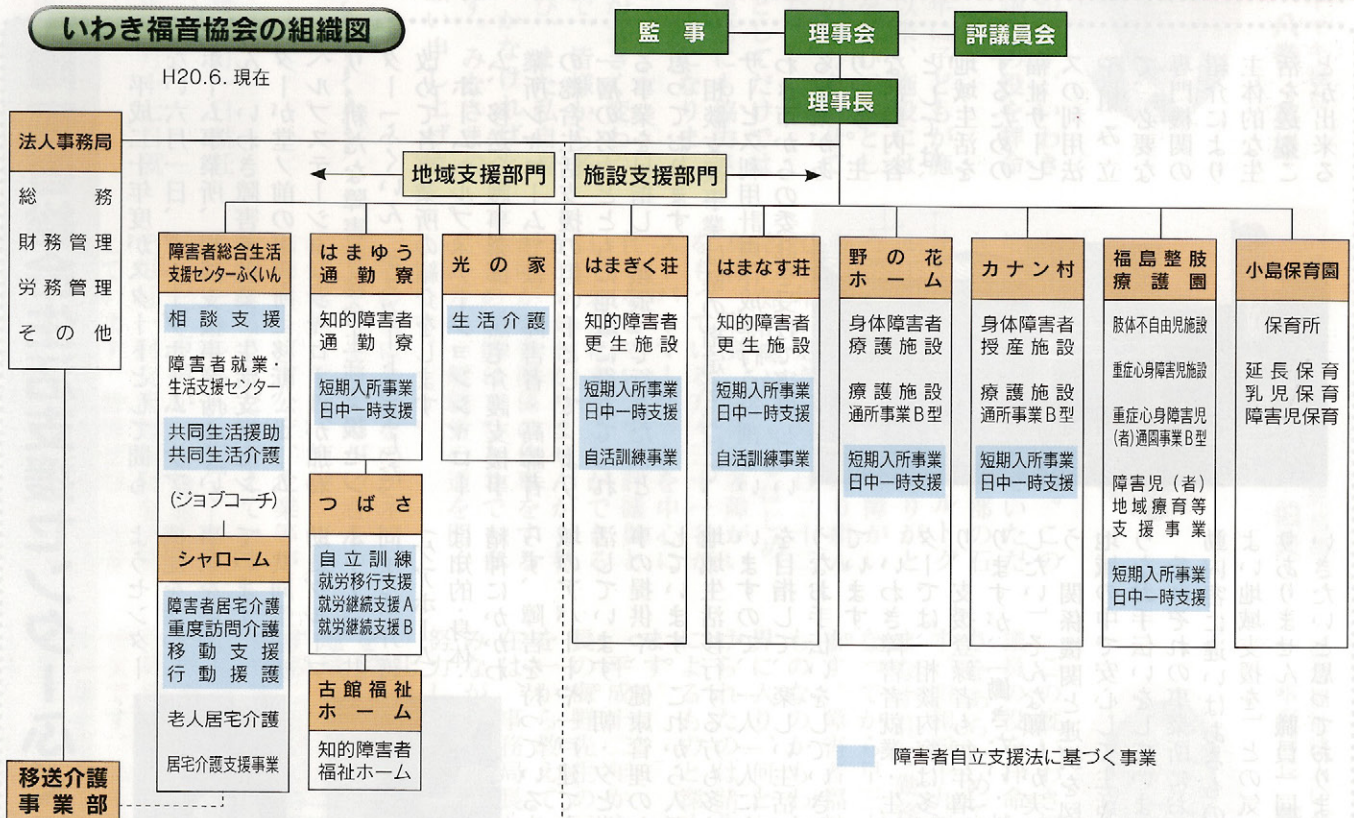 いわき福音協会の組織図
H20.6. 現在
監事
理事会
評議員会
理事長
地域支援部門
施設支援部門
法人事務局
総務
財務管理
労務管理
その他
移送介護
事業部
障害者総合生活
支援センターふくいん
相談支援
障害者就業・
生活支援センター
共同生活援助
共同生活介護
(ジョブコーチ)
シャローム
障害者居宅介護
重度訪問介護
移動支援
行動援護
老人居宅介護
居宅介護支援事業
はまゆう
通勤寮
知的障害者
通勤寮
短期入所事業
日中一時支援
つばさ
自立訓練
就労移行支援
就労継続支援A
就労継続支援B
古館福祉
ホーム
知的障害者
福祉ホーム
光の家
生活介護
はまぎく荘
知的障害者
更生施設
短期入所事業
日中一時支援
自活訓練事業
はまなす荘
知的障害者
更生施設
短期入所事業
日中一時支援
自活訓練事業
野の花
ホーム
身体障害者
療護施設
療護施設
通所事業B型
短期入所事業
日中一時支援
カナン村
身体障害者
授産施設
療護施設
通所事業B型
短期入所事業
日中一時支援
福島整肢
療護園
肢体不自由児施設
重症心身障害児施設
重症心身障害児
(者)通園事業B型
障害児(者)
地域療育等
支援事業
短期入所事業
日中一時支援
小島保育園
保育所
延長保育
乳児保育
障害児保育
障害者自立支援法に基づく事業